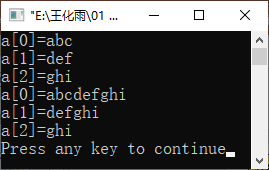 "E:\王化雨\01 ...
a[0]=abc
a[1]=def
a[2]=ghi
a[0]=abcdefghi
a[1]=defghi
a[2]=ghi
Press any key to continue